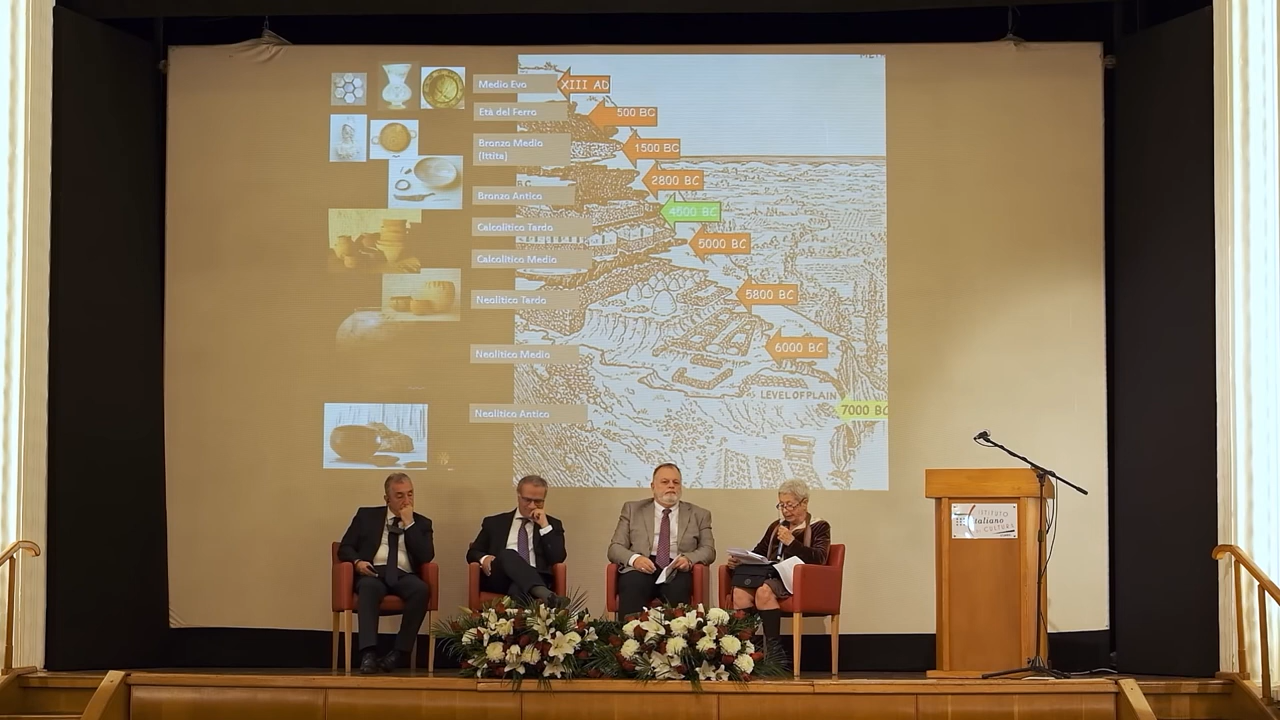 Medio Evo
XIII AD
Età del Ferro
500 BC
Bronzo Medio
(Ittita)
1500 BC
2800 BC
Bronzo Antico
4500 BC
Calcolitico Tardo
5000 BC
Calcolitico Medio
Neolitico Tardo
5800 BC
Neolitico Medio
6000 BC
LEVEL OF PLAIN
Neolitico Antico
7000 BC
ISTITUTO
italiano
CULTURA